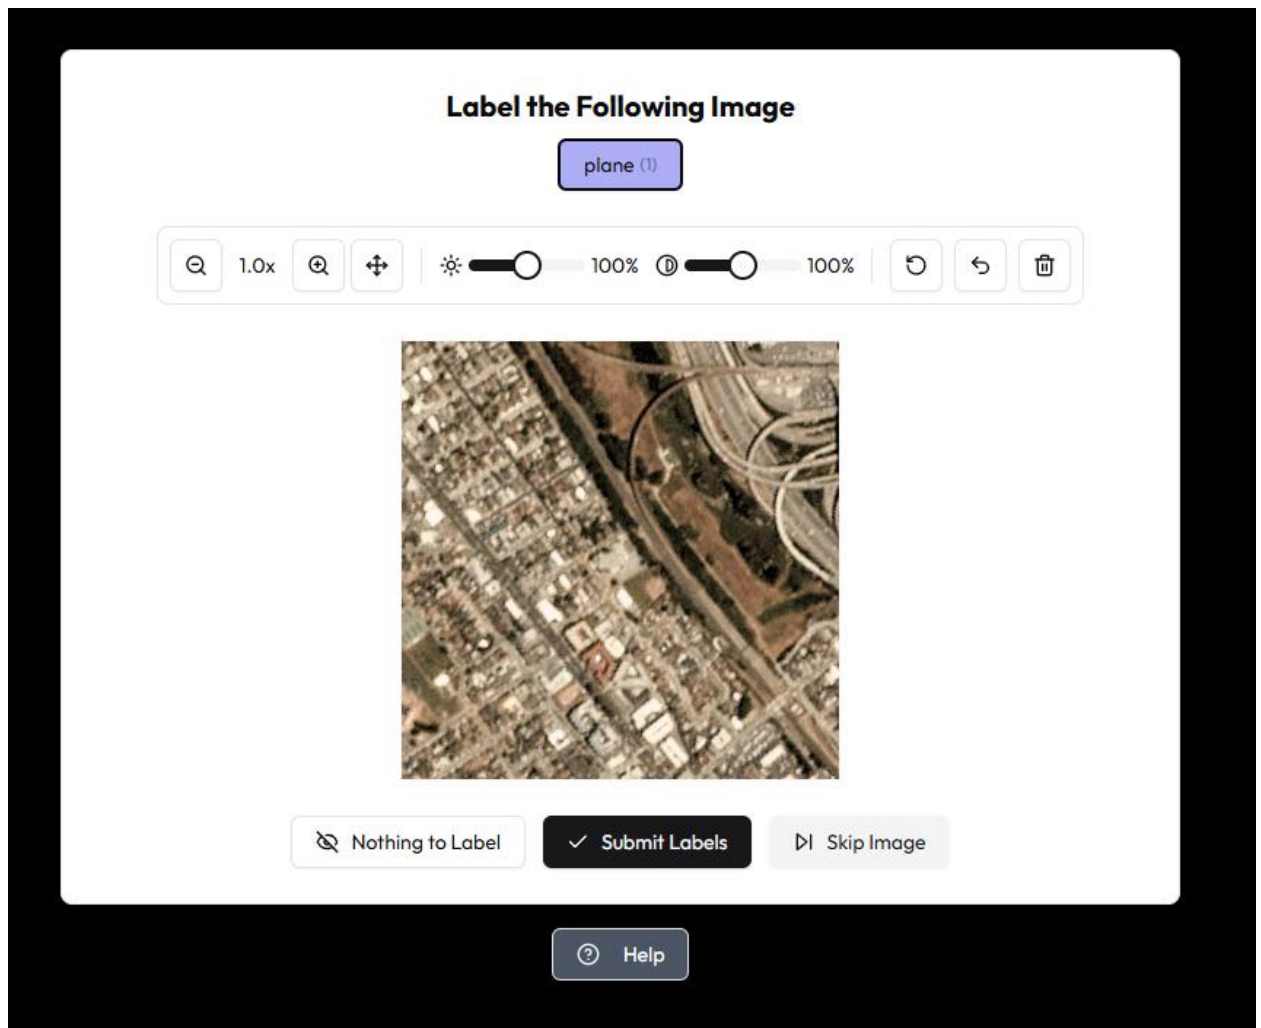 Label the Following Image
plane (1)
1.0x 100% 100%
Nothing to Label Submit Labels Skip Image
Help